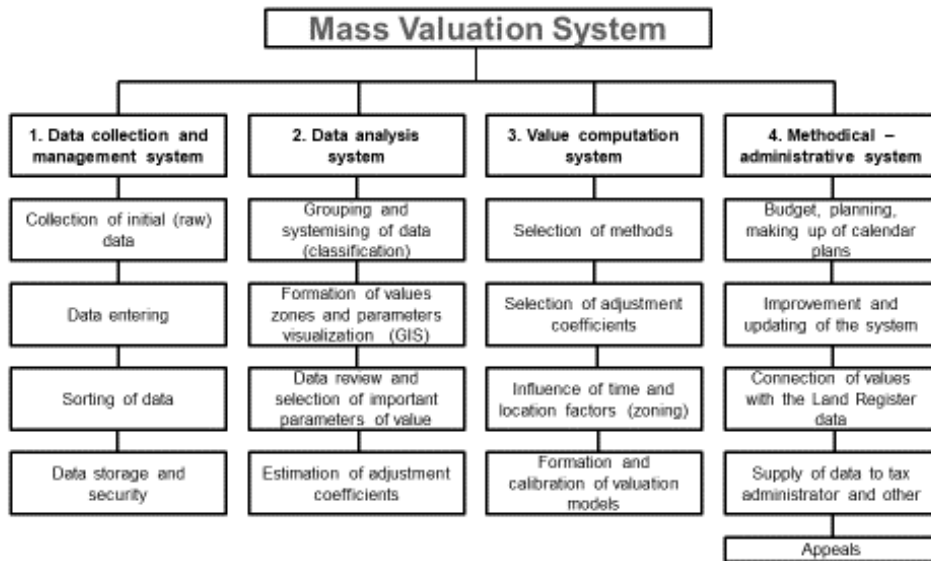 Mass Valuation System
1. Data collection and
management system
Collection of initial (raw)
data
Data entering
Sorting of data
Data storage and
security
2. Data analysis
system
Grouping and
systemising of data
(classification)
Formation of values
zones and parameters
visualization (GIS)
Data review and
selection of important
parameters of value
Estimation of adjustment
coefficients
3. Value computation
system
Selection of methods
Selection of adjustment
coefficients
Influence of time and
location factors (zoning)
Formation and
calibration of valuation
models
4. Methodical –
administrative system
Budget, planning,
making up of calendar
plans
Improvement and
updating of the system
Connection of values
with the Land Register
data
Supply of data to tax
administrator and other
Appeals